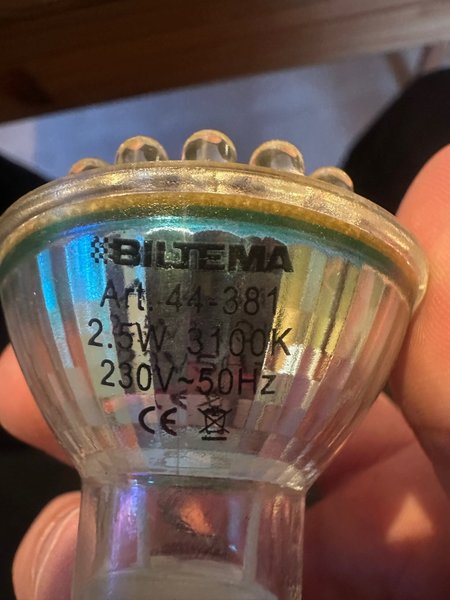 BILTEMA
Art. 44-381
2.5W 3100K
230V~50Hz
CE